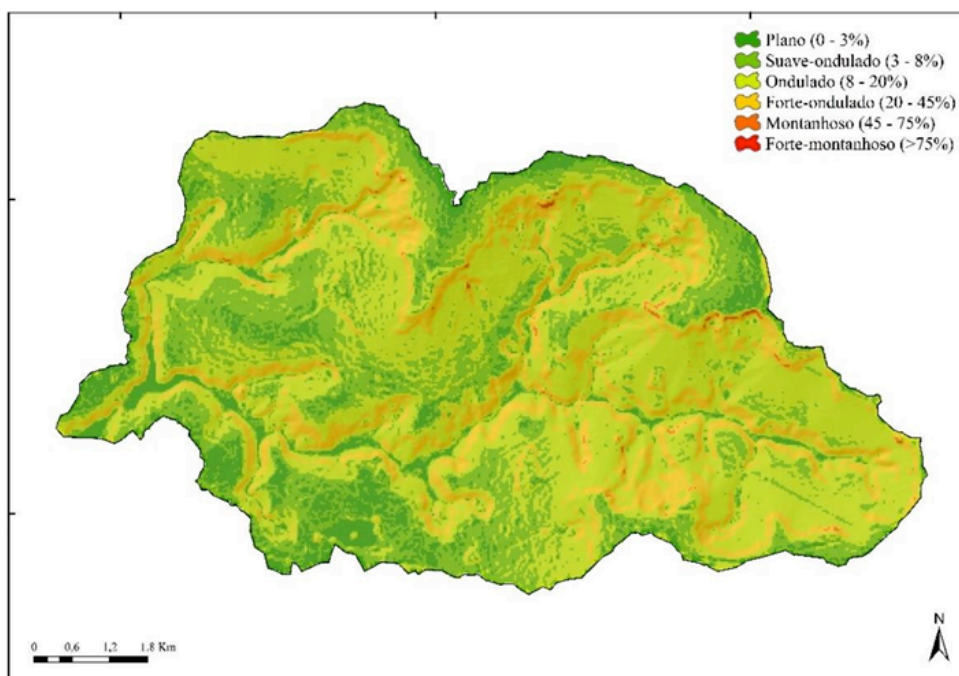 Plano (0 - 3%)
Suave-ondulado (3 - 8%)
Ondulado (8 - 20%)
Forte-ondulado (20 - 45%)
Montanhoso (45 - 75%)
Forte-montanhoso (>75%)
N
0 0,6 1,2 1.8 Km